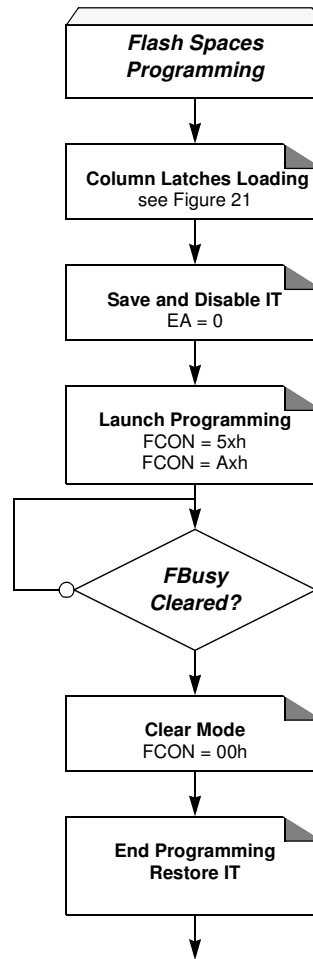 Flash Spaces
Programming
Column Latches Loading
see Figure 21
Save and Disable IT
EA = 0
Launch Programming
FCON = 5xh
FCON = Axh
FBusy
Cleared?
Clear Mode
FCON = 00h
End Programming
Restore IT